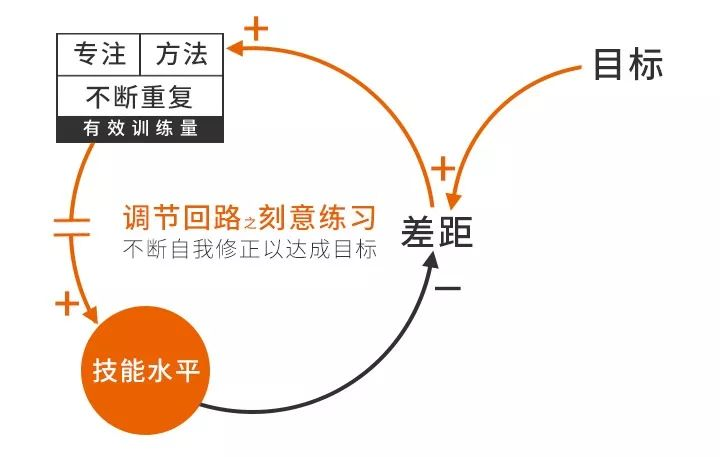 专注 方法
不断重复
有效训练量
+
目标
+
调节回路之刻意练习
不断自我修正以达成目标
差距
−
+
技能水平